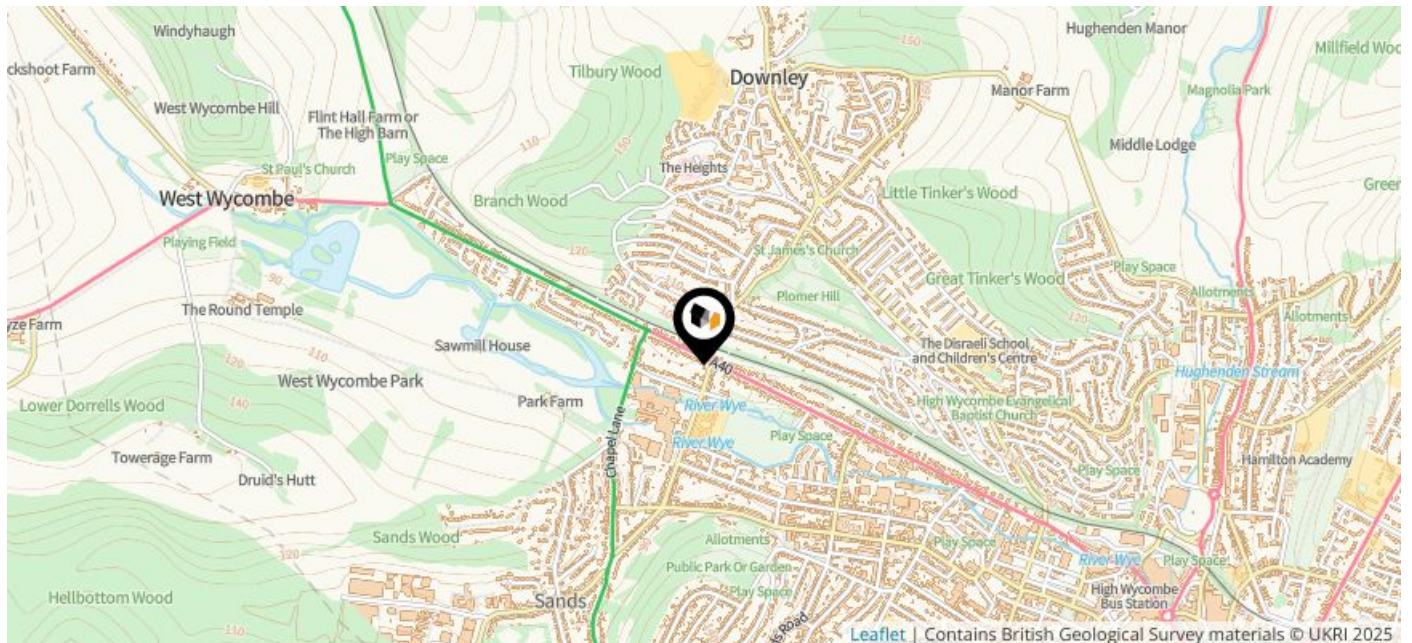 Windyhaugh
Hughenden Manor
Millfield Woo
ckshoot Farm
Tilbury Wood
Downley
Manor Farm
Magnolia Park
West Wycombe Hill
Flint Hall Farm or
The High Barn
Middle Lodge
St Paul's Church
Play Space
The Heights
West Wycombe
Branch Wood
Little Tinker's Wood
Green
Playing Field
St James's Church
Play Space
Great Tinker's Wood
Plomer Hill
Allotments
Allotments
The Round Temple
yze Farm
Sawmill House
The Disraeli School
and Children's Centre
A40
Hughenden Stream
West Wycombe Park
Park Farm
River Wye
High Wycombe Evangelical
Baptist Church
Lower Dorrells Wood
Chapel Lane
River Wye
Play Space
Towerage Farm
Druid's Hutt
Play Space
Hamilton Academy
Sands Wood
Allotments
Play Space
Public Park Or Garden
Play Space
River Wye
Play Space
Hellbottom Wood
Sands
High Wycombe
Bus Station
is Road
Leaflet | Contains British Geological Survey materials © UKRI 2025